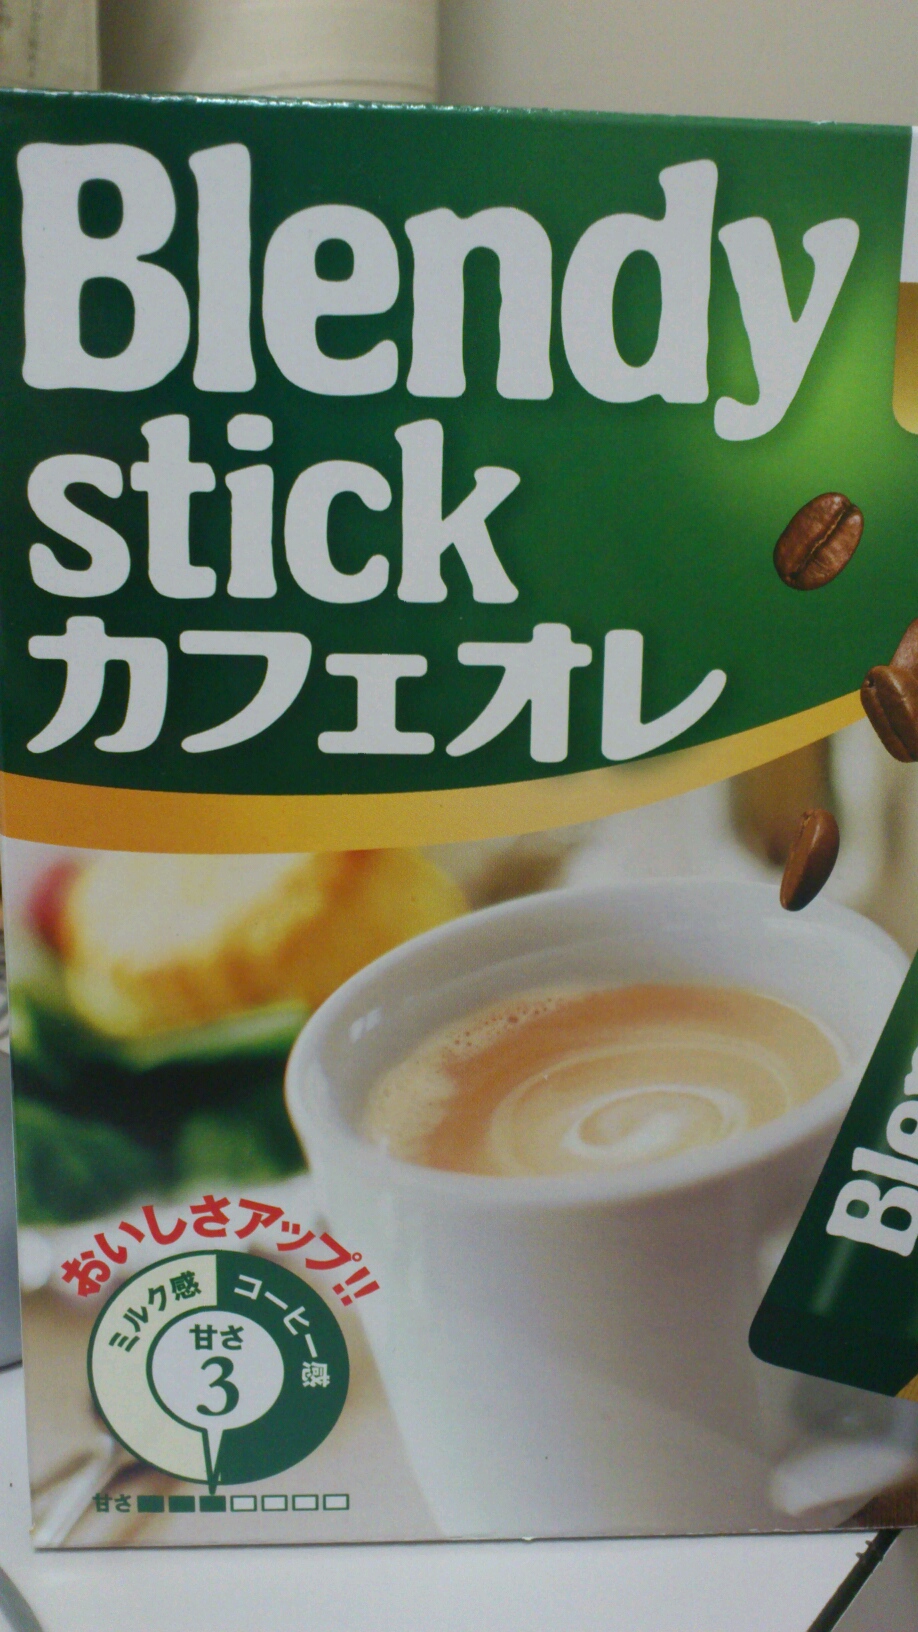 Blendy
stick
カフェオレ
おいしさアップ!!
ミルク感
コーヒー感
甘さ
3
甘さ